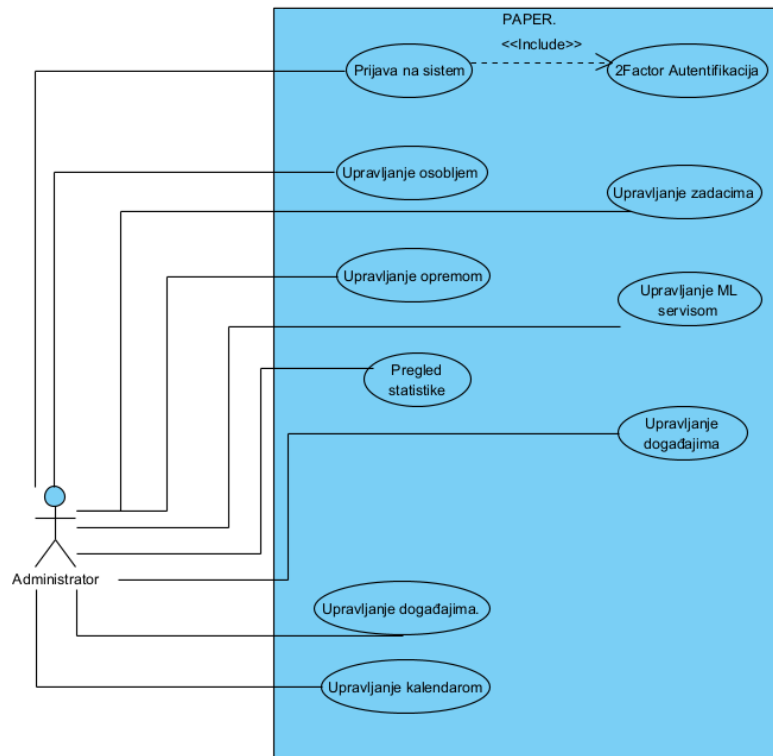 PAPER.
<<Include>>
Prijava na sistem
2Factor Autentifikacija
Upravljanje osobljem
Upravljanje zadacima
Upravljanje opremom
Upravljanje ML
servisom
Pregled
statistike
Upravljanje
događajima
Administrator
Upravljanje događajima.
Upravljanje kalendarom